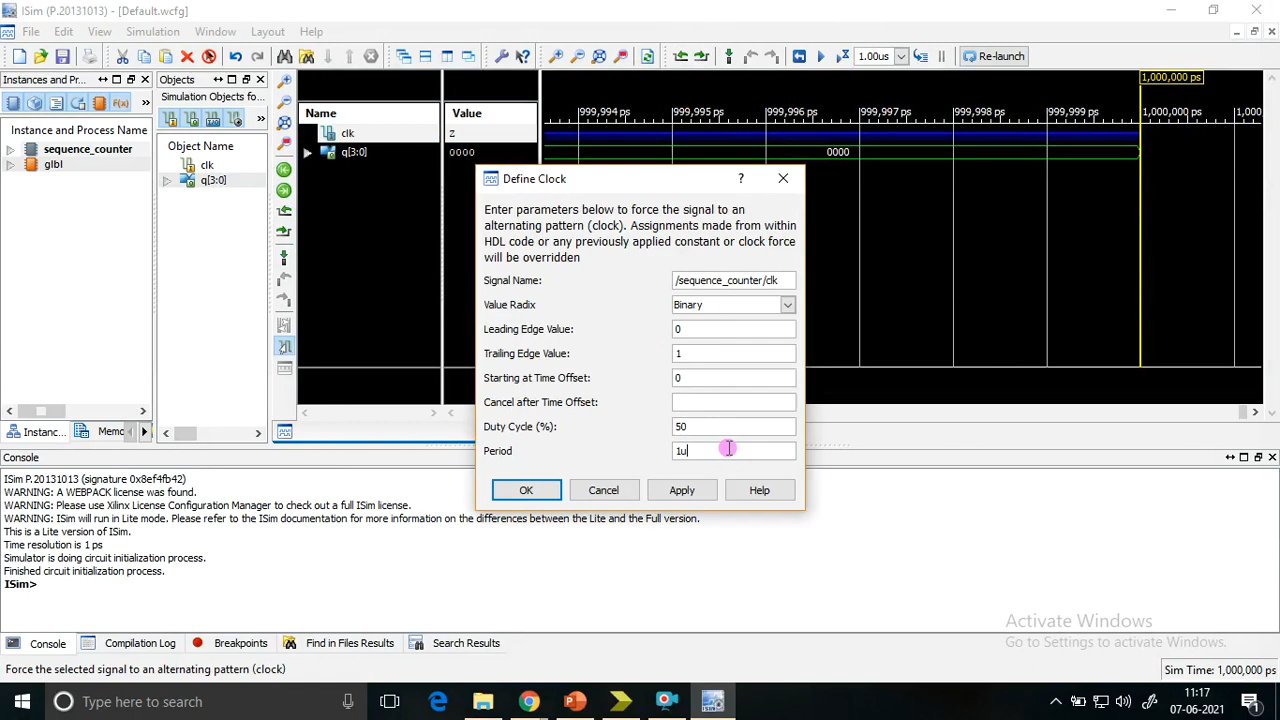 ISim (P.20131013) - [Default.wcfg]
File Edit View Simulation Window Layout Help
1.00us Re-launch
Instances and Pr...
Objects
Simulation Objects fo...
Instance and Process Name
sequence_counter
glbl
Object Name
clk
q[3:0]
Name Value
clk z
q[3:0] 0000
1,000,000 ps
999,994 ps 999,995 ps 999,996 ps 999,997 ps 999,998 ps 999,999 ps 1,000,000 ps 1,000
0000
Define Clock ?
Enter parameters below to force the signal to an
alternating pattern (clock). Assignments made from within
HDL code or any previously applied constant or clock force
will be overridden
Signal Name: /sequence_counter/clk
Value Radix Binary
Leading Edge Value: 0
Trailing Edge Value: 1
Starting at Time Offset: 0
Cancel after Time Offset:
Duty Cycle (%): 50
Period 1u
OK Cancel Apply Help
Instanc... Memo
Console
ISim P.20131013 (signature 0x8ef4fb42)
WARNING: A WEBPACK license was found.
WARNING: Please use Xilinx License Configuration Manager to check out a full ISim license.
WARNING: ISim will run in Lite mode. Please refer to the ISim documentation for more information on the differences between the Lite and the Full version.
This is a Lite version of ISim.
Time resolution is 1 ps
Simulator is doing circuit initialization process.
Finished circuit initialization process.
ISim>
Activate Windows
Go to Settings to activate Windows.
Console Compilation Log Breakpoints Find in Files Results Search Results
Force the selected signal to an alternating pattern (clock) Sim Time: 1,000,000 ps
Type here to search
11:17
07-06-2021
1